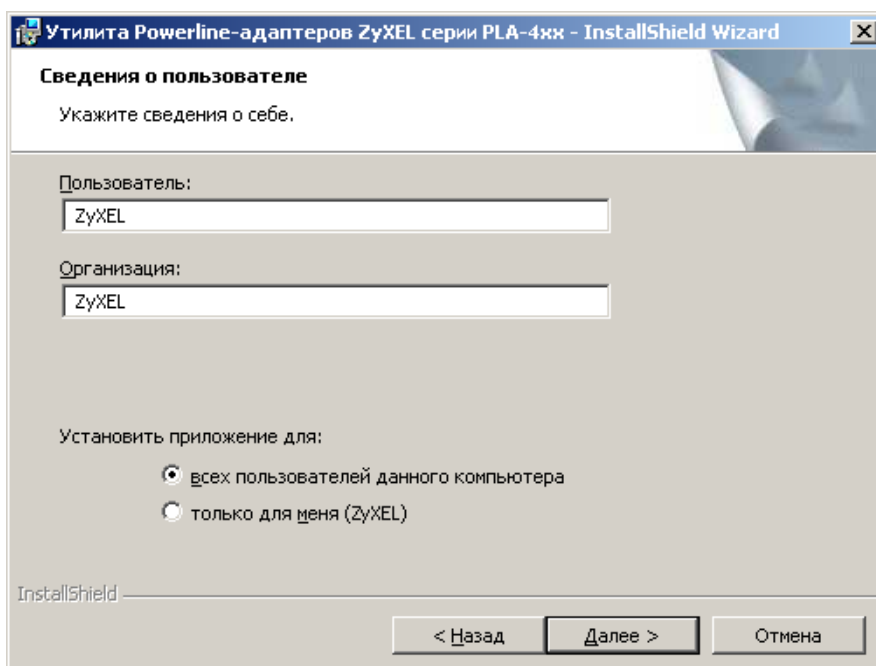 Утилита Powerline-адаптеров ZyXEL серии PLA-4xx - InstallShield Wizard
Сведения о пользователе
Укажите сведения о себе.
Пользователь:
ZyXEL
Организация:
ZyXEL
Установить приложение для:
всех пользователей данного компьютера
только для меня (ZyXEL)
InstallShield
< Назад
Далее >
Отмена